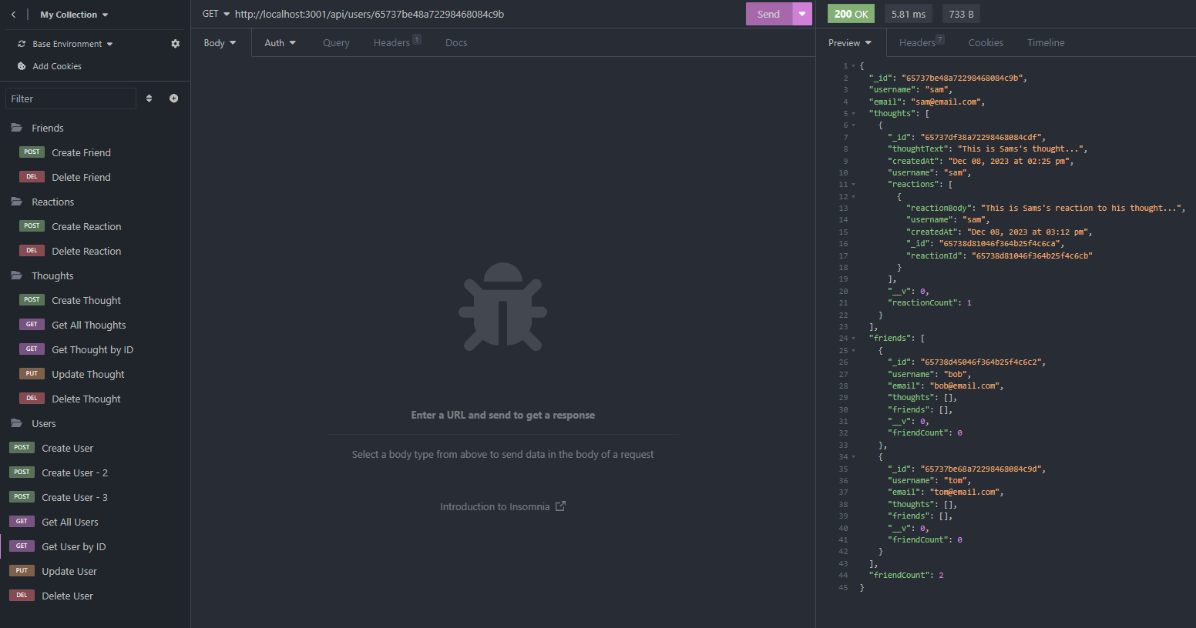 My Collection
Base Environment
Add Cookies
Filter
Friends
POST Create Friend
DEL Delete Friend
Reactions
POST Create Reaction
DEL Delete Reaction
Thoughts
POST Create Thought
GET Get All Thoughts
GET Get Thought by ID
PUT Update Thought
DEL Delete Thought
Users
POST Create User
POST Create User - 2
POST Create User - 3
GET Get All Users
GET Get User by ID
PUT Update User
DEL Delete User
GET http://localhost:3001/api/users/65737be48a72298468084c9b Send
Body Auth Query Headers 1 Docs
Enter a URL and send to get a response
Select a body type from above to send data in the body of a request
Introduction to Insomnia
200 OK 5.81 ms 733 B
Preview Headers 7 Cookies Timeline
1 {
2 "_id": "65737be48a72298468084c9b",
3 "username": "sam",
4 "email": "sam@email.com",
5 "thoughts": [
6 {
7 "_id": "65737df38a72298468084cdf",
8 "thoughtText": "This is Sams's thought...",
9 "createdAt": "Dec 08, 2023 at 02:25 pm",
10 "username": "sam",
11 "reactions": [
12 {
13 "reactionBody": "This is Sams's reaction to his thought...",
14 "username": "sam",
15 "createdAt": "Dec 08, 2023 at 03:12 pm",
16 "_id": "65738d81046f364b25f4c6ca",
17 "reactionId": "65738d81046f364b25f4c6cb"
18 }
19 ],
20 "__v": 0,
21 "reactionCount": 1
22 }
23 ],
24 "friends": [
25 {
26 "_id": "65738d45046f364b25f4c6c2",
27 "username": "bob",
28 "email": "bob@email.com",
29 "thoughts": [],
30 "friends": [],
31 "__v": 0,
32 "friendCount": 0
33 },
34 {
35 "_id": "65737be68a72298468084c9d",
36 "username": "tom",
37 "email": "tom@email.com",
38 "thoughts": [],
39 "friends": [],
40 "__v": 0,
41 "friendCount": 0
42 }
43 ],
44 "friendCount": 2
45 }